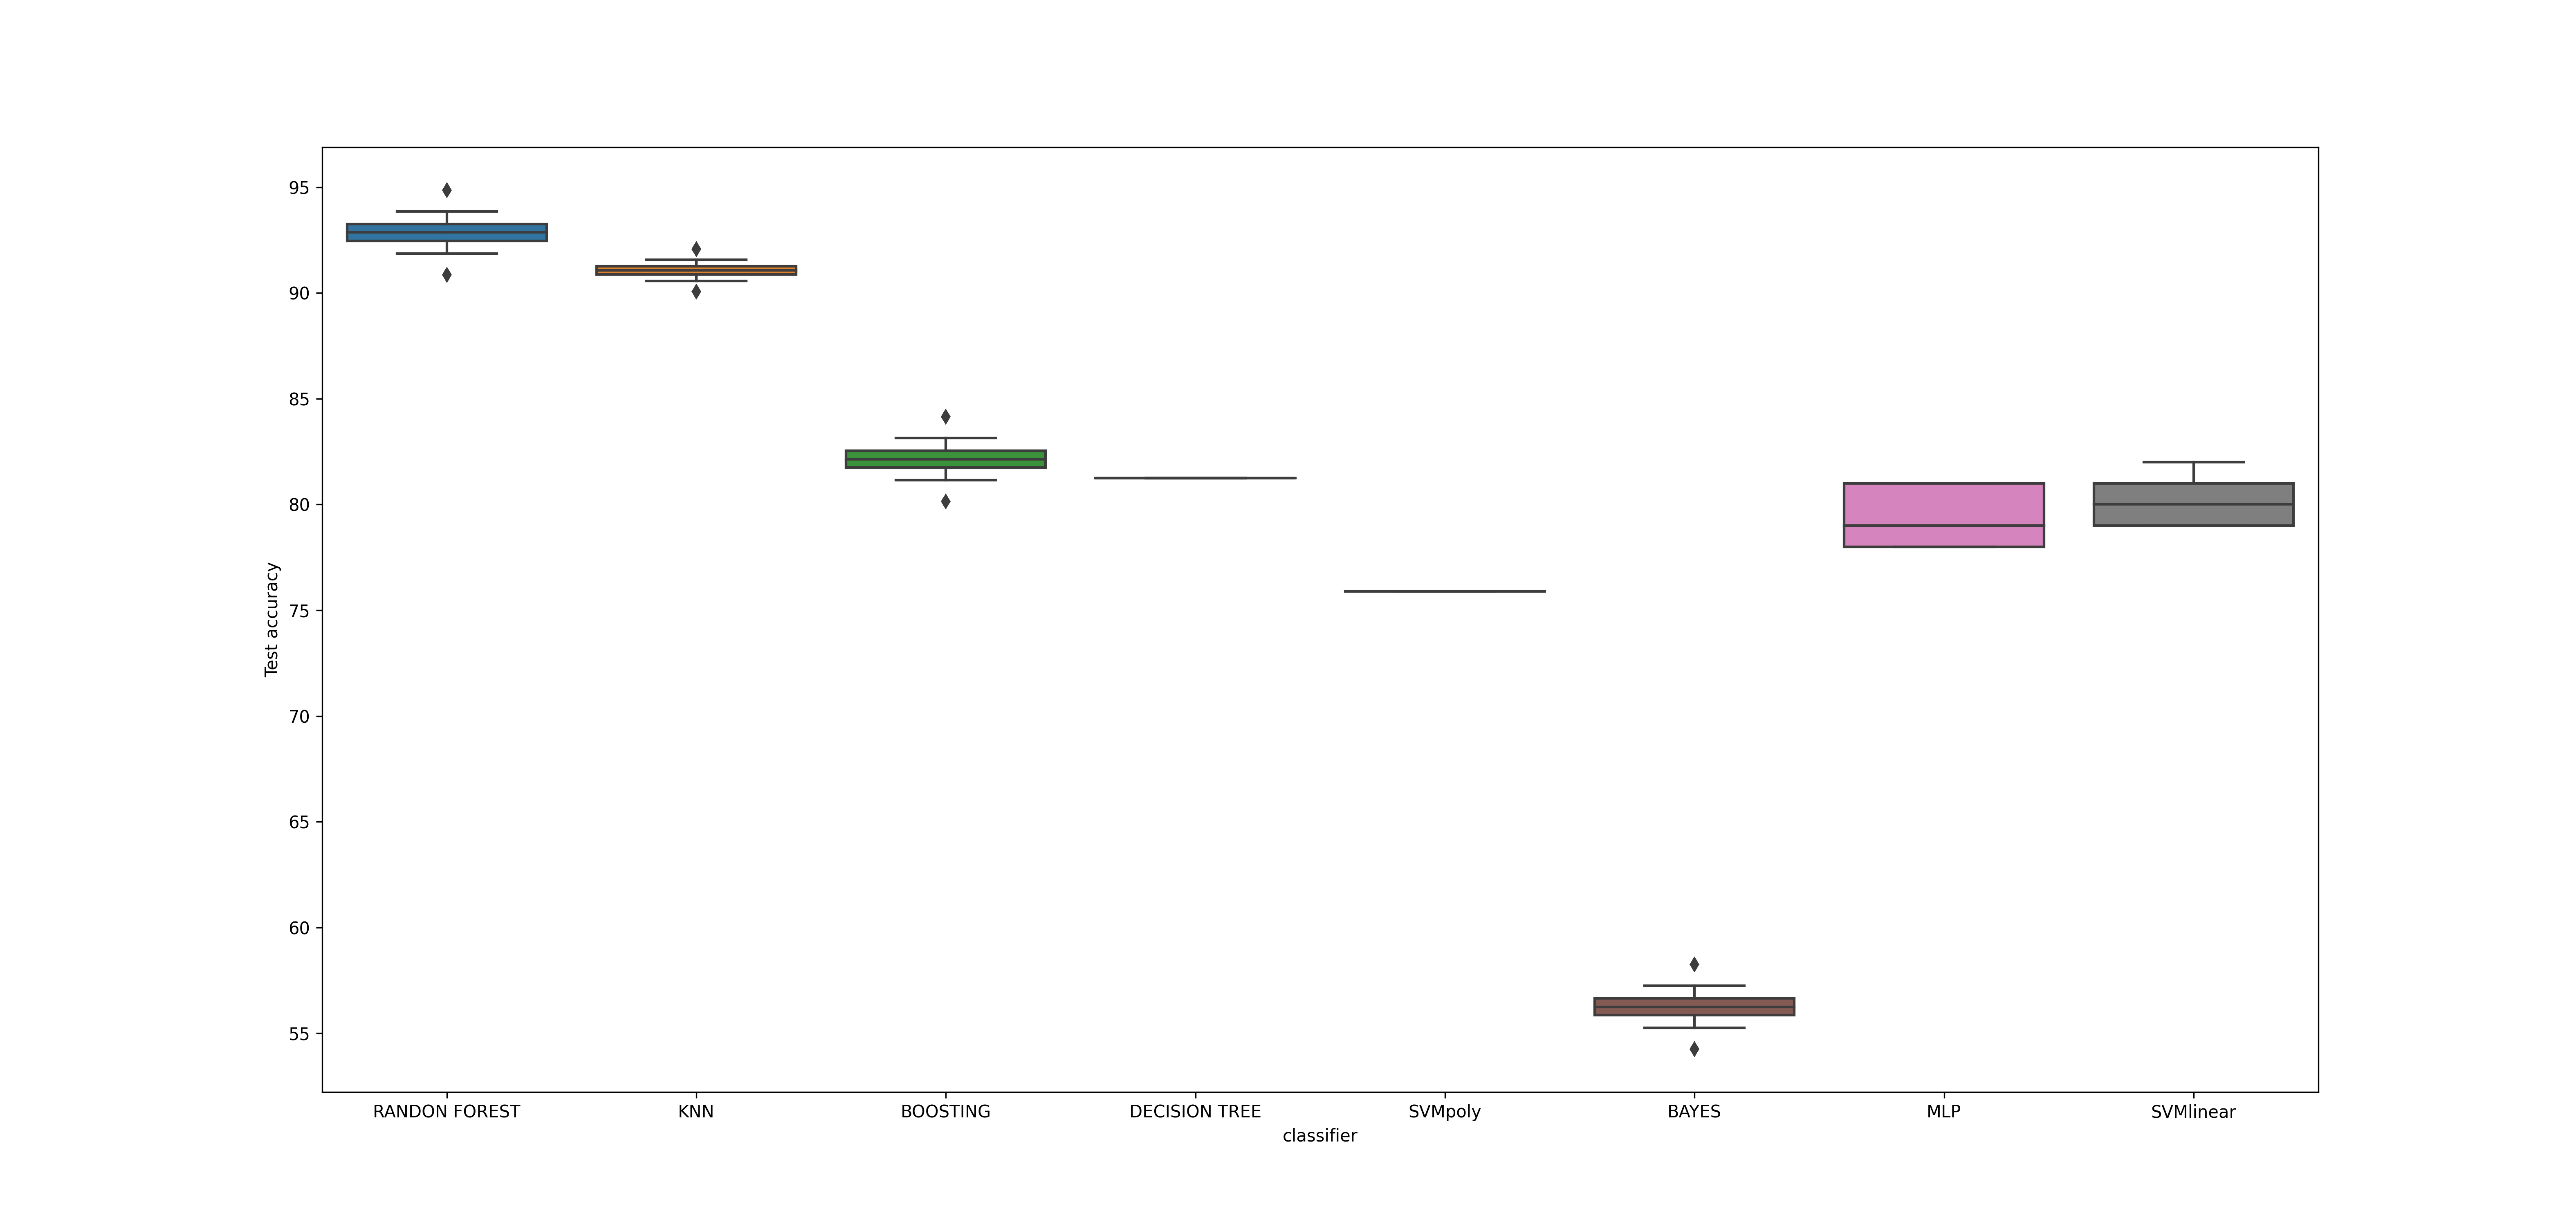 Test accuracy
95
90
85
80
75
70
65
60
55
RANDON FOREST
KNN
BOOSTING
DECISION TREE
SVMpoly
BAYES
MLP
SVMlinear
classifier